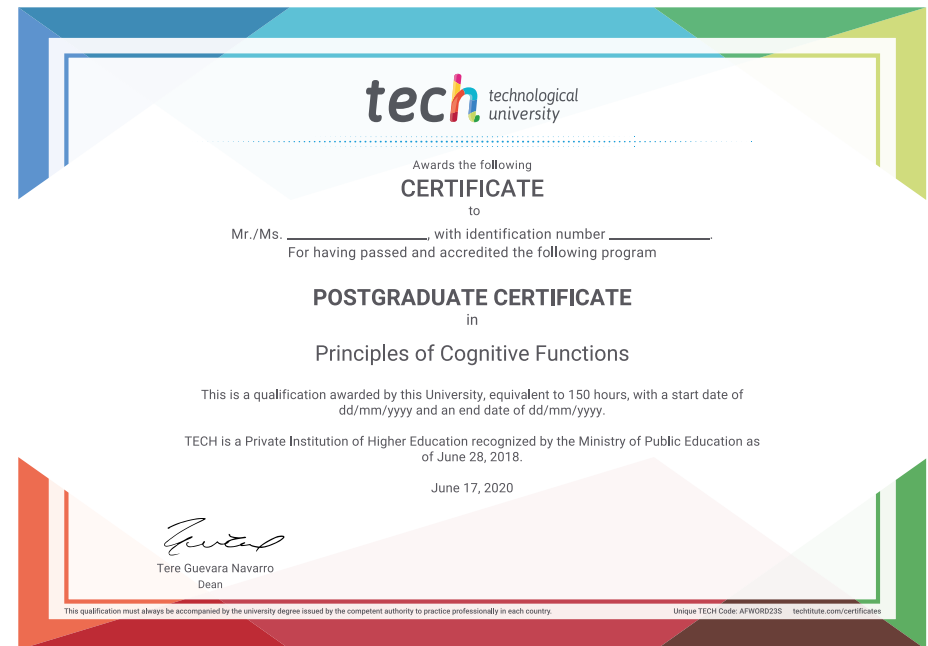 tech technological
university
Awards the following
CERTIFICATE
to
Mr./Ms. ____________________, with identification number ______________.
For having passed and accredited the following program
POSTGRADUATE CERTIFICATE
in
Principles of Cognitive Functions
This is a qualification awarded by this University, equivalent to 150 hours, with a start date of
dd/mm/yyyy and an end date of dd/mm/yyyy.
TECH is a Private Institution of Higher Education recognized by the Ministry of Public Education as
of June 28, 2018.
June 17, 2020
Tere Guevara Navarro
Dean
This qualification must always be accompanied by the university degree issued by the competent authority to practice professionally in each country.
Unique TECH Code: AFWORD23S techtitute.com/certificates